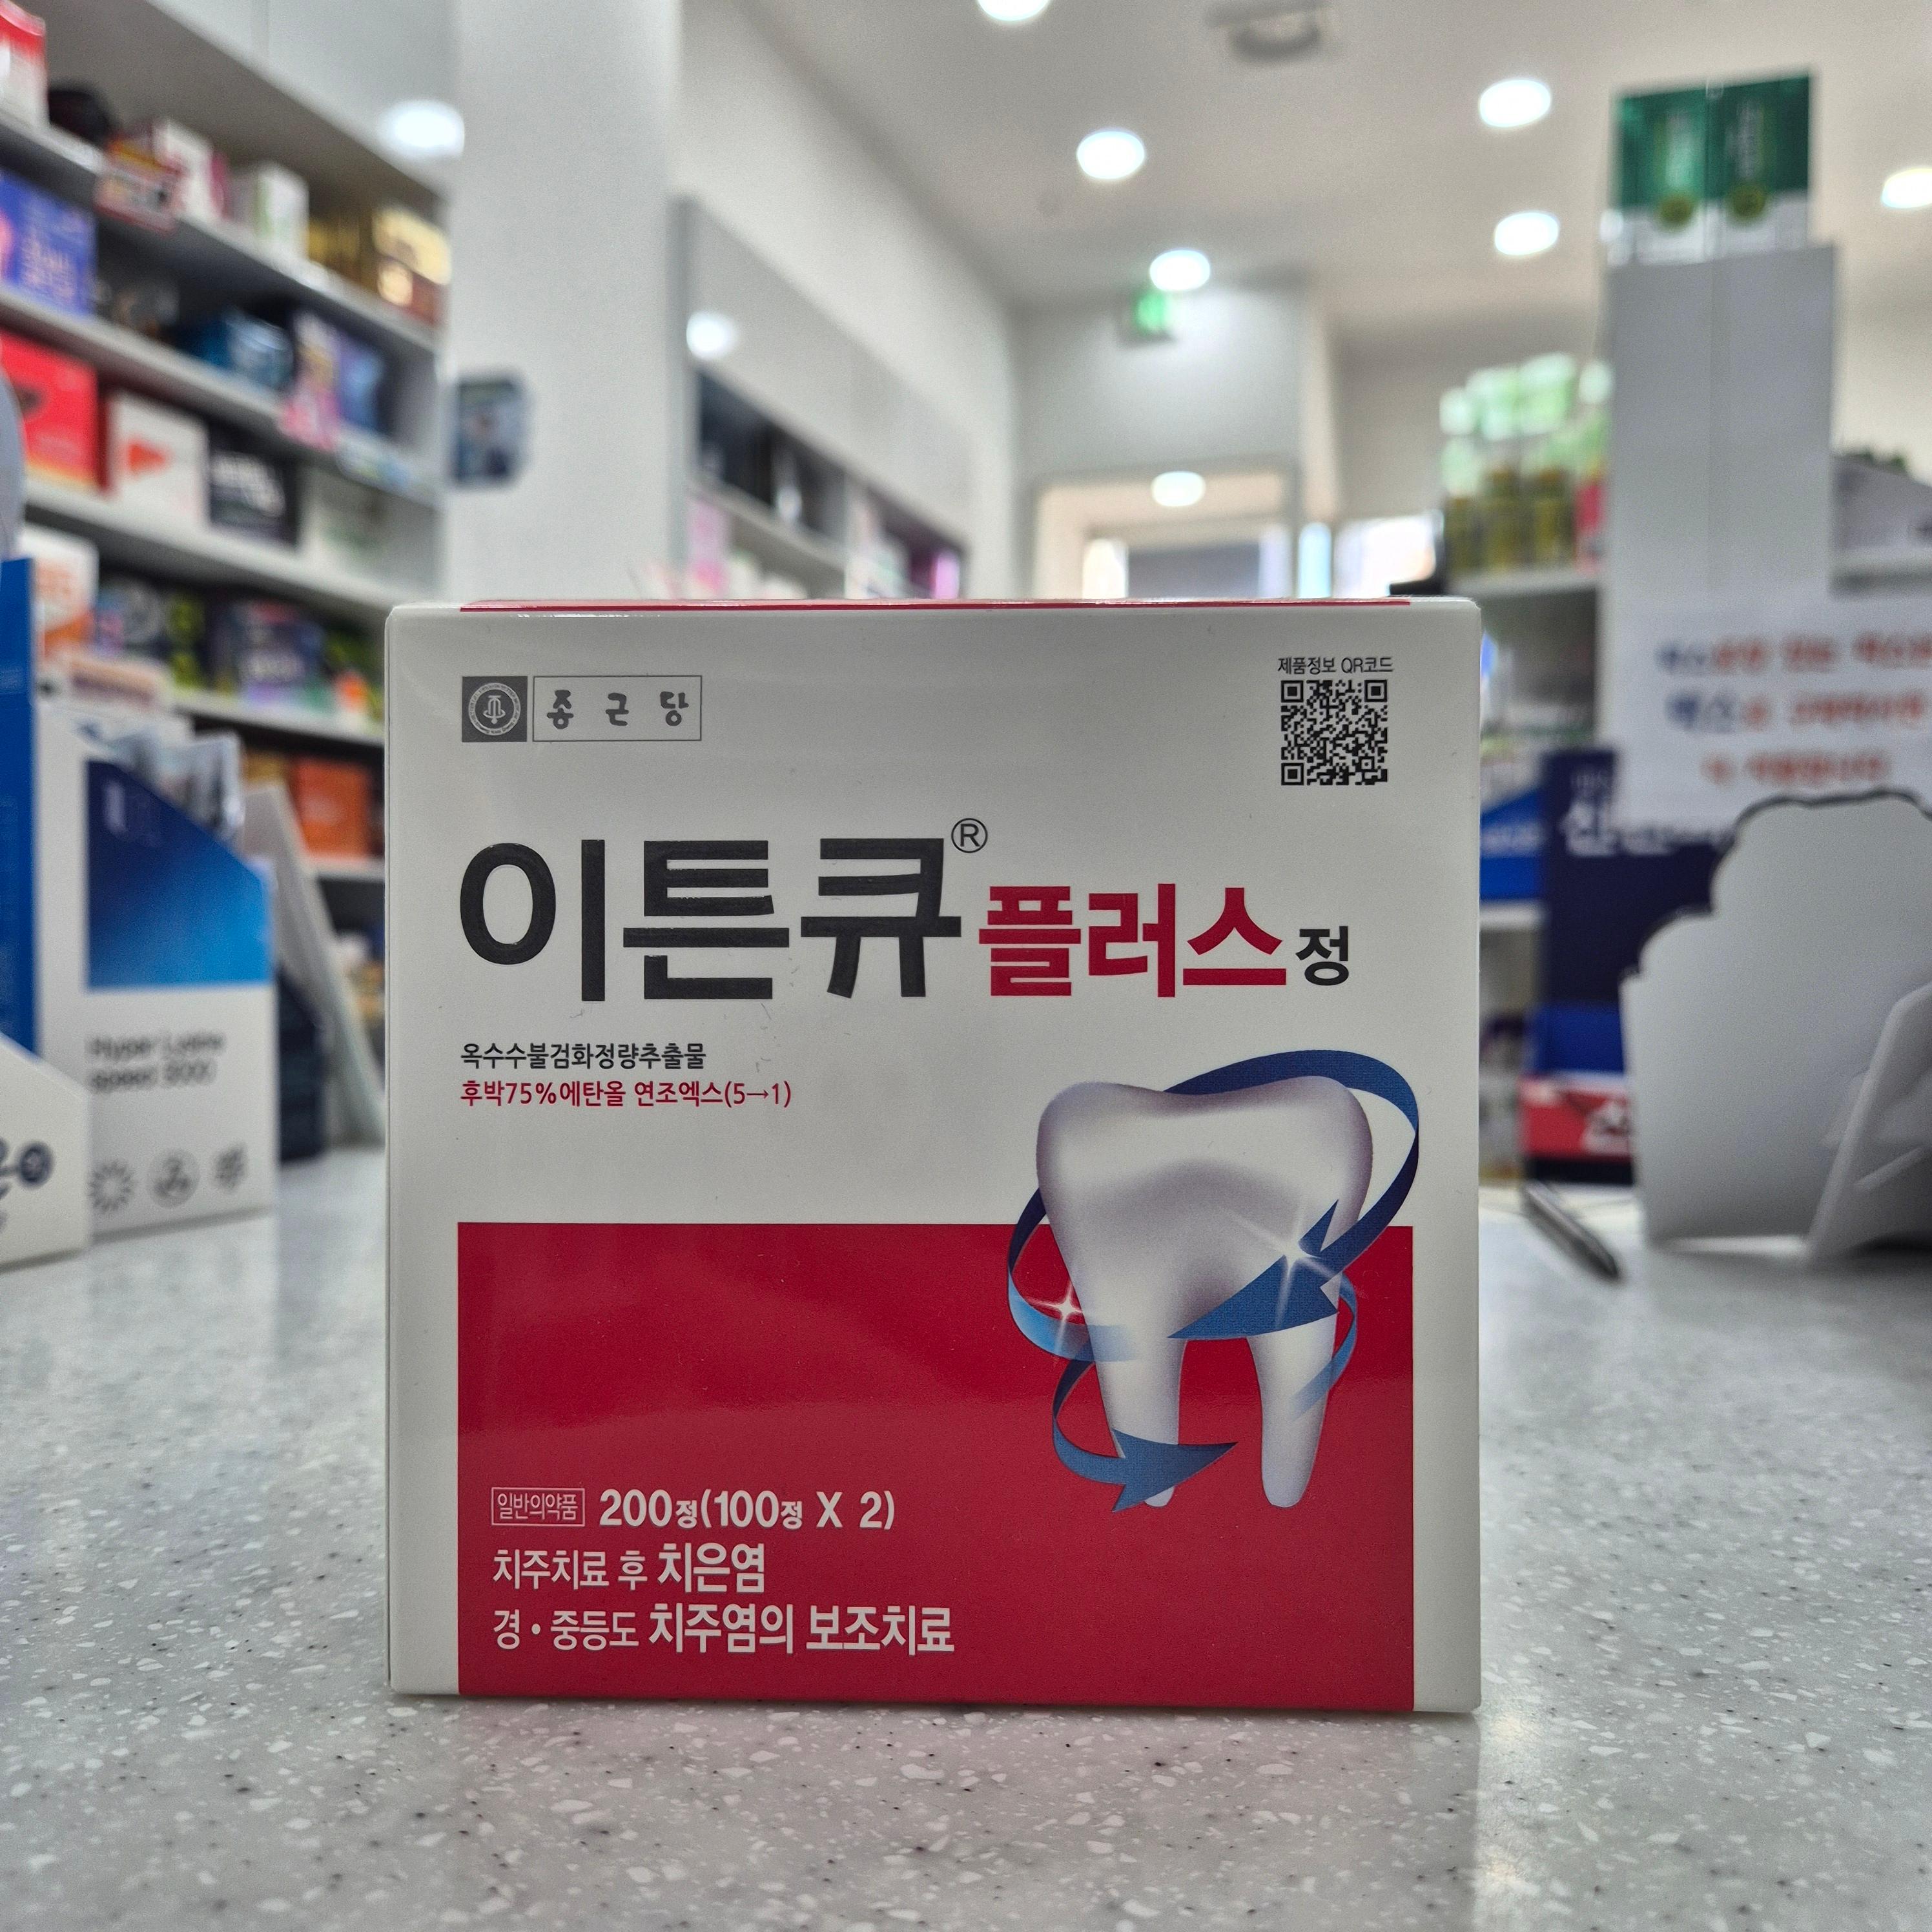 종근당
제품정보 QR코드
이튼큐® 플러스정
옥수수불검화정량추출물
후박75%에탄올 연조엑스(5→1)
일반의약품 200정(100정 X 2)
치주치료 후 치은염
경·중등도 치주염의 보조치료
Hyper Lysine
speed 3000